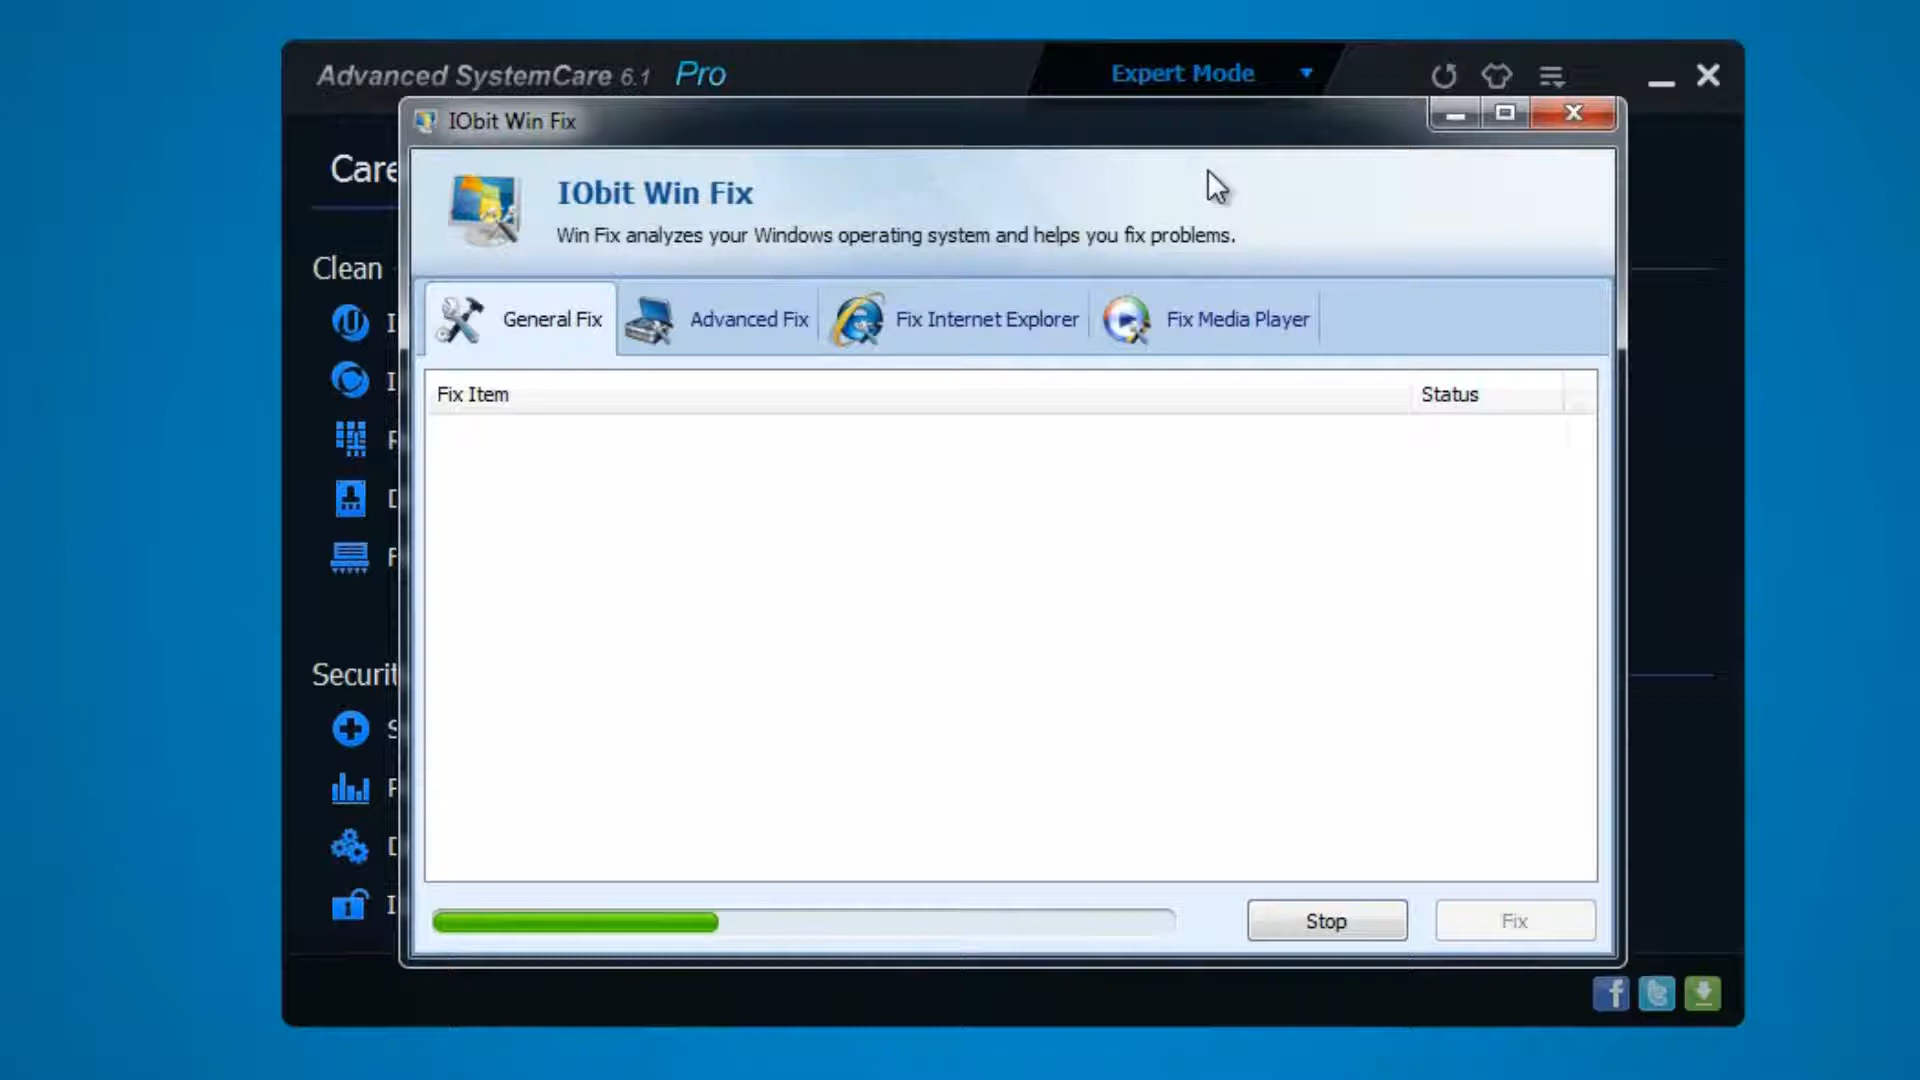 Advanced SystemCare 6.1 Pro
Expert Mode
IObit Win Fix
Care
IObit Win Fix
Win Fix analyzes your Windows operating system and helps you fix problems.
Clean
General Fix
Advanced Fix
Fix Internet Explorer
Fix Media Player
Fix Item
Status
Securit
Stop
Fix